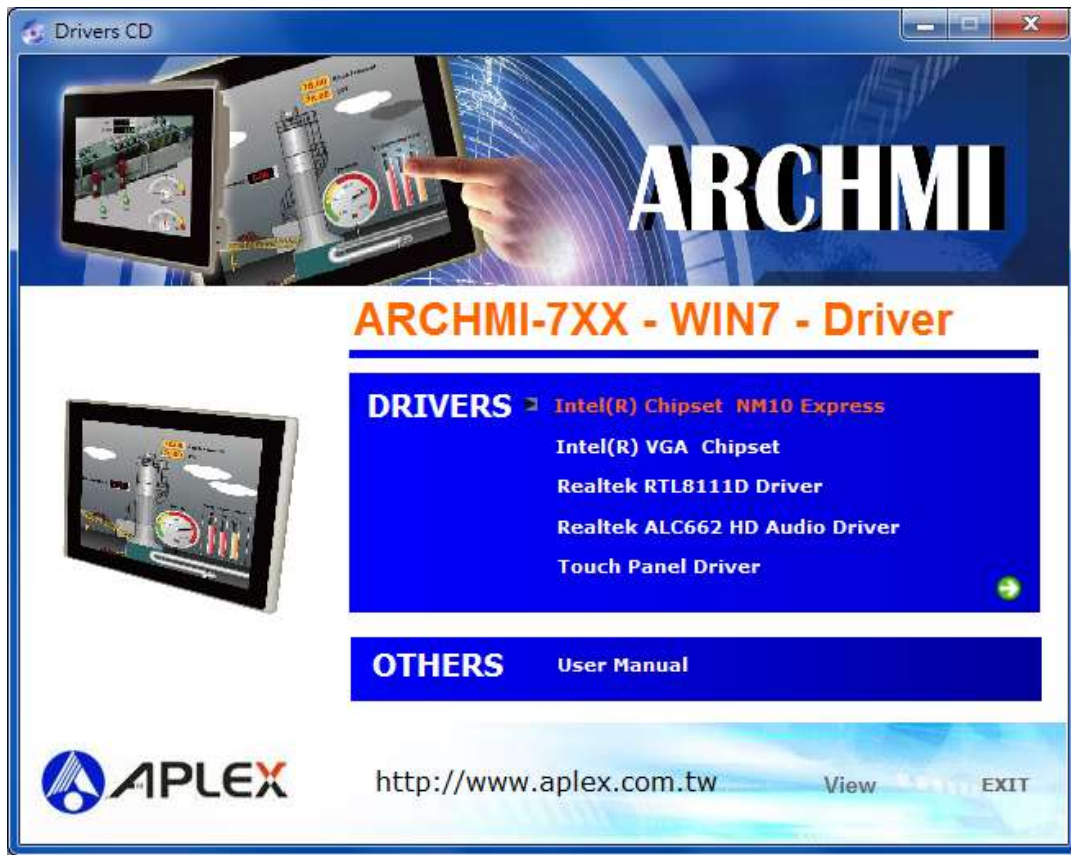 Drivers CD
ARCHMI
ARCHMI-7XX - WIN7 - Driver
DRIVERS
Intel(R) Chipset NM10 Express
Intel(R) VGA Chipset
Realtek RTL8111D Driver
Realtek ALC662 HD Audio Driver
Touch Panel Driver
OTHERS
User Manual
APLEX
http://www.aplex.com.tw
View
EXIT